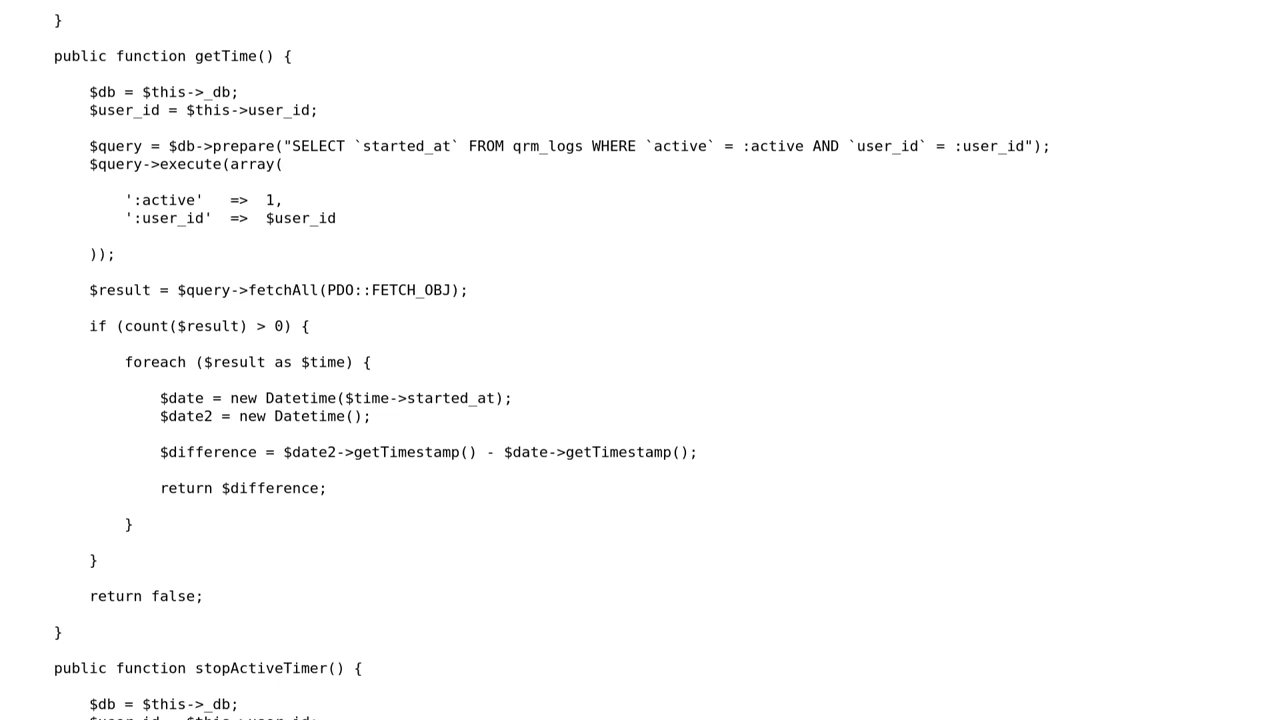 }
public function getTime() {
$db = $this->_db;
$user_id = $this->user_id;
$query = $db->prepare("SELECT `started_at` FROM qrm_logs WHERE `active` = :active AND `user_id` = :user_id");
$query->execute(array(
':active'   =>  1,
':user_id'  =>  $user_id
));
$result = $query->fetchAll(PDO::FETCH_OBJ);
if (count($result) > 0) {
foreach ($result as $time) {
$date = new Datetime($time->started_at);
$date2 = new Datetime();
$difference = $date2->getTimestamp() - $date->getTimestamp();
return $difference;
}
}
return false;
}
public function stopActiveTimer() {
$db = $this->_db;
$user_id = $this->user_id;